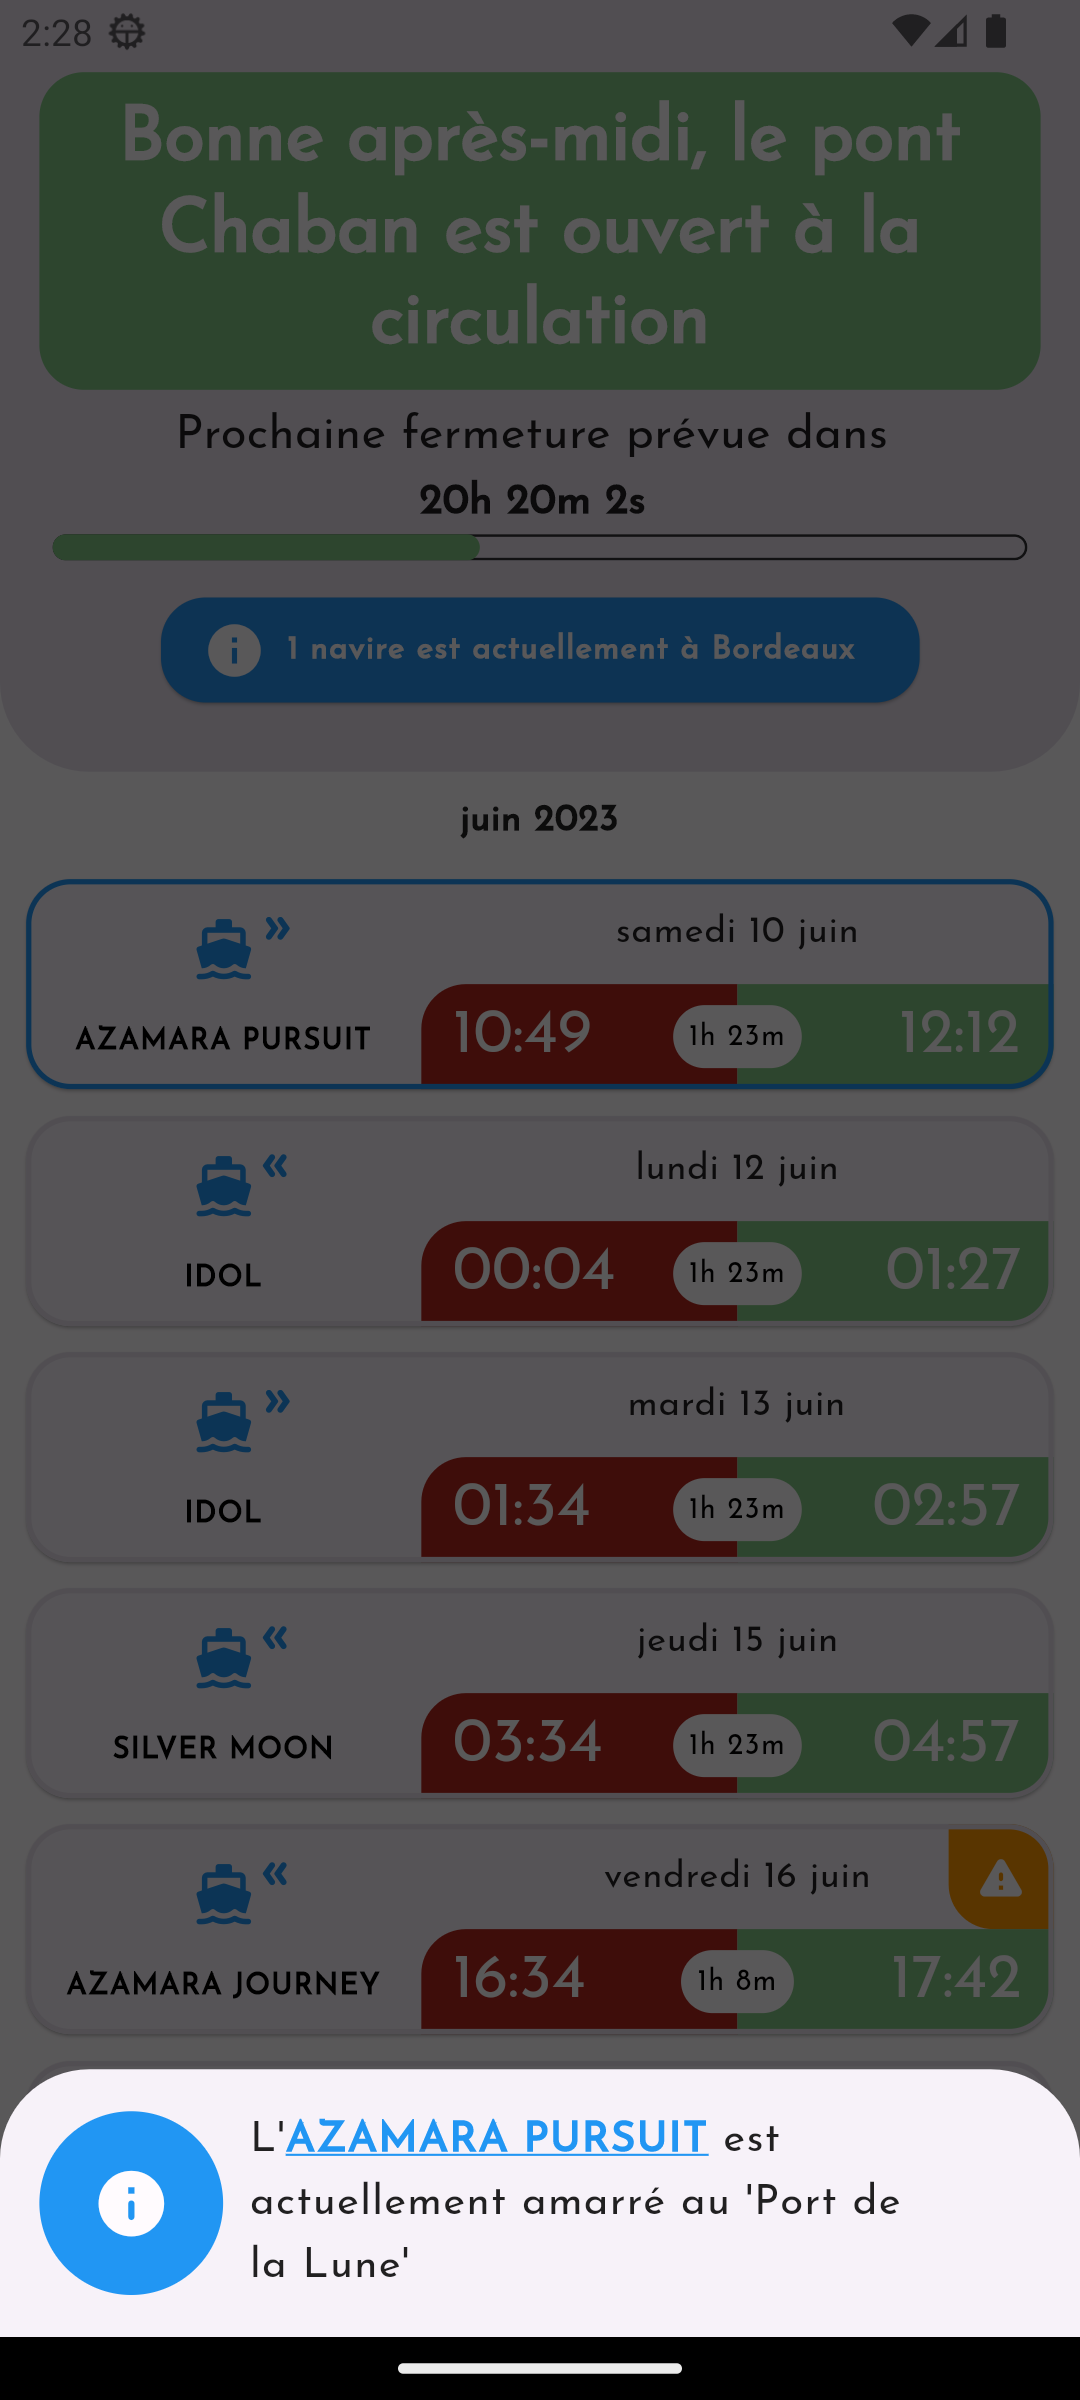 2:28
Bonne après-midi, le pont
Chaban est ouvert à la
circulation
Prochaine fermeture prévue dans
20h 20m 2s
1 navire est actuellement à Bordeaux
juin 2023
samedi 10 juin
AZAMARA PURSUIT
10:49 1h 23m 12:12
lundi 12 juin
IDOL
00:04 1h 23m 01:27
mardi 13 juin
IDOL
01:34 1h 23m 02:57
jeudi 15 juin
SILVER MOON
03:34 1h 23m 04:57
vendredi 16 juin
AZAMARA JOURNEY
16:34 1h 8m 17:42
L'AZAMARA PURSUIT est
actuellement amarré au 'Port de
la Lune'